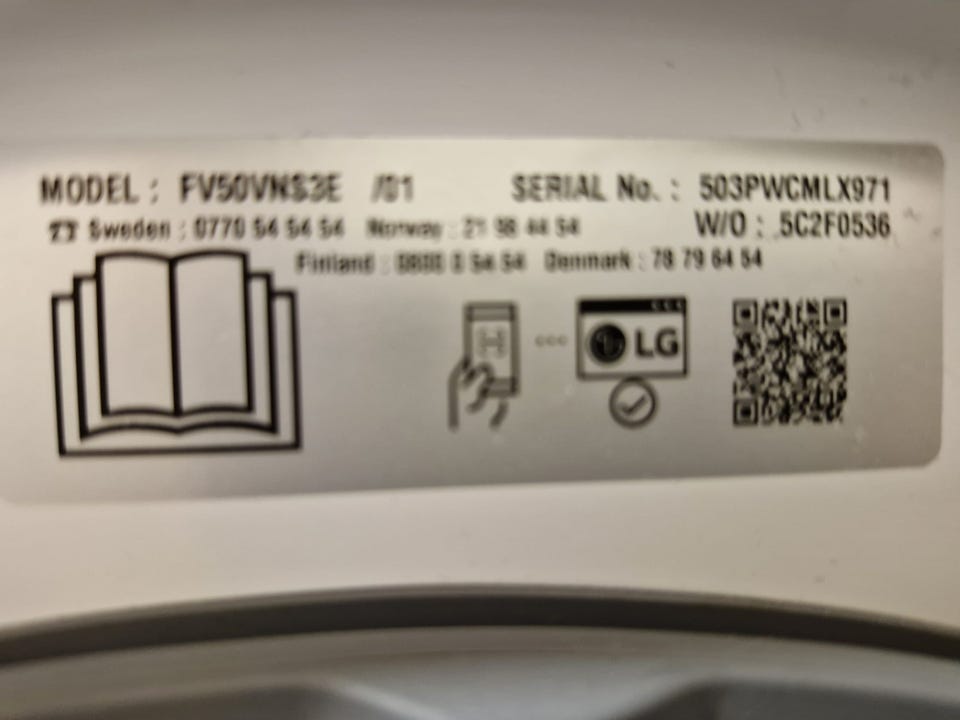 MODEL : FV50VNS3E /01 SERIAL No. : 503PWCMLX971
☎ Sweden : 0770 54 54 54 Norway : 21 98 44 54 W/O : 5C2F0536
Finland : 0800 0 54 54 Denmark : 78 79 64 54
LG